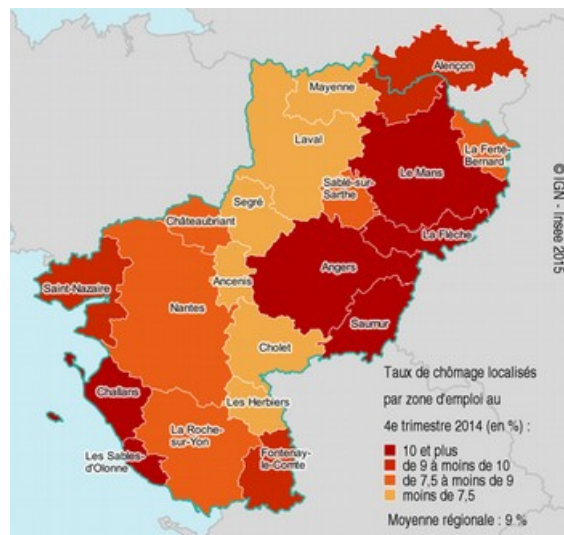 Alençon
Mayenne
Laval
La Ferté-
Bernard
Le Mans
Sablé-sur-
Sarthe
Segré
Châteaubriant
La Flèche
Angers
Ancenis
Saint-Nazaire
Nantes
Saumur
Cholet
Challans
Les Herbiers
La Roche-
sur-Yon
Fontenay-
le-Comte
Les Sables-
d'Olonne
© IGN - Insee 2015
Taux de chômage localisés
par zone d'emploi au
4e trimestre 2014 (en %) :
10 et plus
de 9 à moins de 10
de 7,5 à moins de 9
moins de 7,5
Moyenne régionale : 9 %